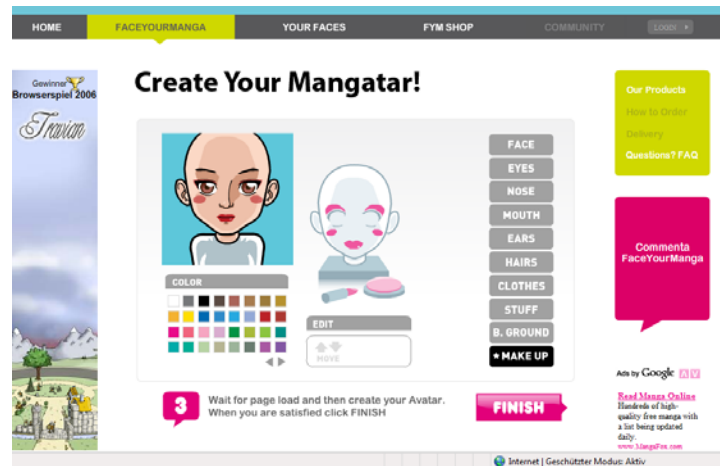 HOME
FACEYOURMANGA
YOUR FACES
FYM SHOP
COMMUNITY
LOGIN
Gewinner
Browserspiel 2006
Travian
Create Your Mangatar!
Our Products
How to Order
Delivery
Questions? FAQ
FACE
EYES
NOSE
MOUTH
EARS
HAIRS
CLOTHES
STUFF
B. GROUND
* MAKE UP
COLOR
EDIT
MOVE
Commenta
FaceYourManga
3
Wait for page load and then create your Avatar.
When you are satisfied click FINISH
FINISH
Ads by Google
Read Manga Online
Hundreds of high-
quality free manga with
a list being updated
daily.
www.MangaFox.com
Internet | Geschützter Modus: Aktiv